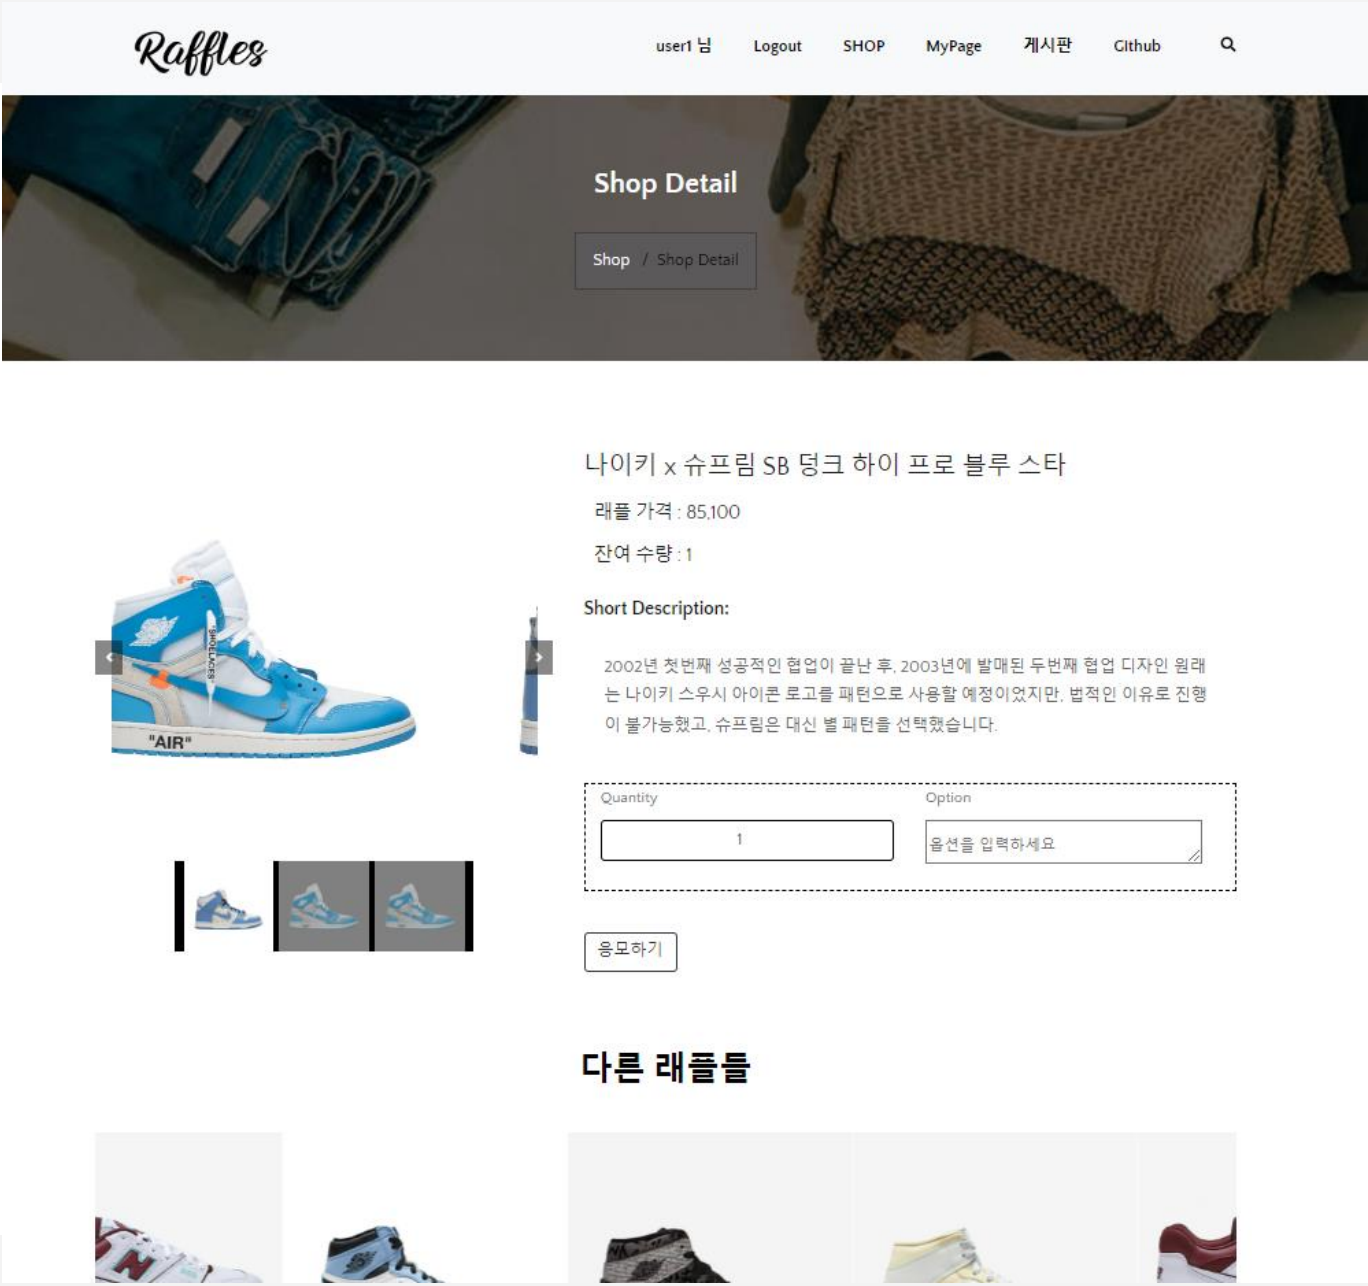 Raffles
user1 님 Logout SHOP MyPage 게시판 GIthub
Shop Detail
Shop / Shop Detail
나이키 x 슈프림 SB 덩크 하이 프로 블루 스타
래플 가격 : 85,100
잔여 수량 : 1
Short Description:
2002년 첫번째 성공적인 협업이 끝난 후, 2003년에 발매된 두번째 협업 디자인 원래
는 나이키 스우시 아이콘 로고를 패턴으로 사용할 예정이었지만, 법적인 이유로 진행
이 불가능했고, 슈프림은 대신 별 패턴을 선택했습니다.
"SHOELACES"
"AIR"
Quantity Option
1 옵션을 입력하세요
응모하기
다른 래플들
N